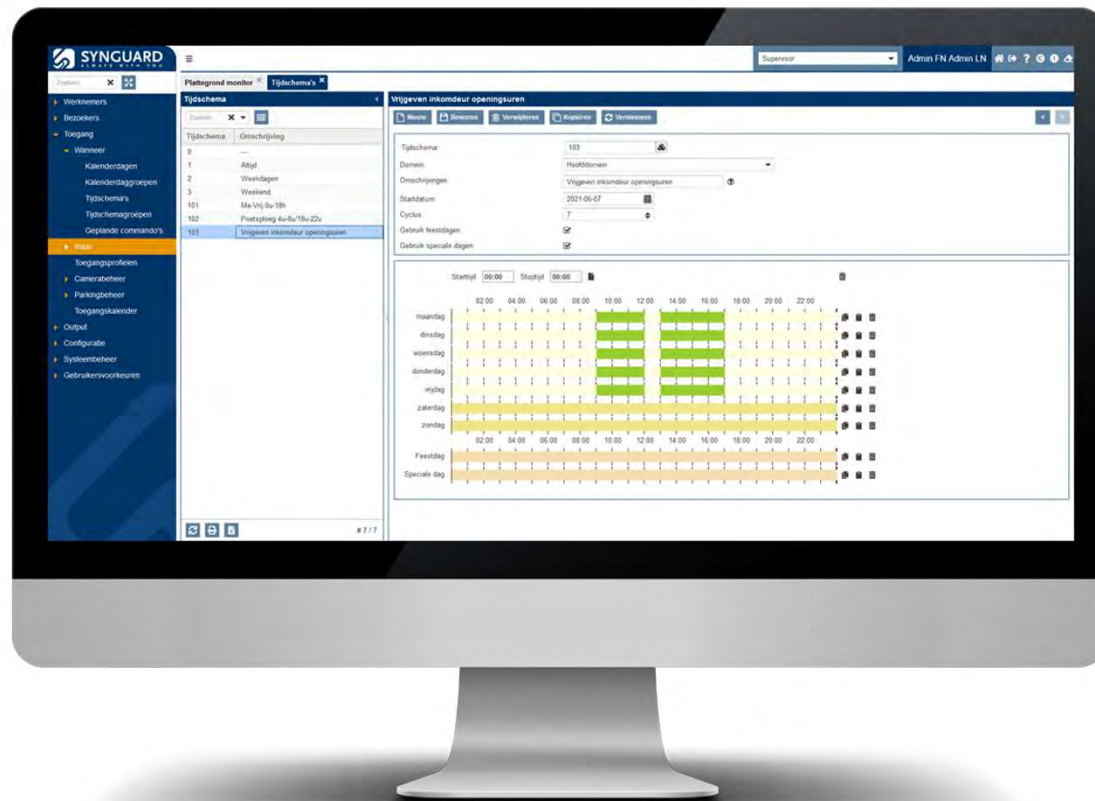 SYNGUARD
ALWAYS WITH YOU
Supervisor
Admin FN Admin LN
Zoeken
Plattegrond monitor
Tijdschema's
Werknemers
Bezoekers
Toegang
Wanneer
Kalenderdagen
Kalenderdaggroepen
Tijdschema's
Tijdschemagroepen
Geplande commando's
Waar
Toegangsprofielen
Camerabeheer
Parkingbeheer
Toegangskalender
Output
Configuratie
Systeembeheer
Gebruikersvoorkeuren
Tijdschema
Zoeken
Tijdschema Omschrijving
0 ---
1 Altijd
2 Weekdagen
3 Weekend
101 Ma-Vrij 8u-18h
102 Poetsploeg 4u-8u/18u-22u
103 Vrijgeven inkomdeur openingsuren
# 7 / 7
Vrijgeven inkomdeur openingsuren
Nieuw Bewaren Verwijderen Kopiëren Vernieuwen
Tijdschema 103
Domein Hoofddomein
Omschrijvingen Vrijgeven inkomdeur openingsuren
Startdatum 2021-06-07
Cyclus 7
Gebruik feestdagen
Gebruik speciale dagen
Starttijd 00:00 Stoptijd 00:00
02:00 04:00 06:00 08:00 10:00 12:00 14:00 16:00 18:00 20:00 22:00
maandag
dinsdag
woensdag
donderdag
vrijdag
zaterdag
zondag
02:00 04:00 06:00 08:00 10:00 12:00 14:00 16:00 18:00 20:00 22:00
Feestdag
Speciale dag